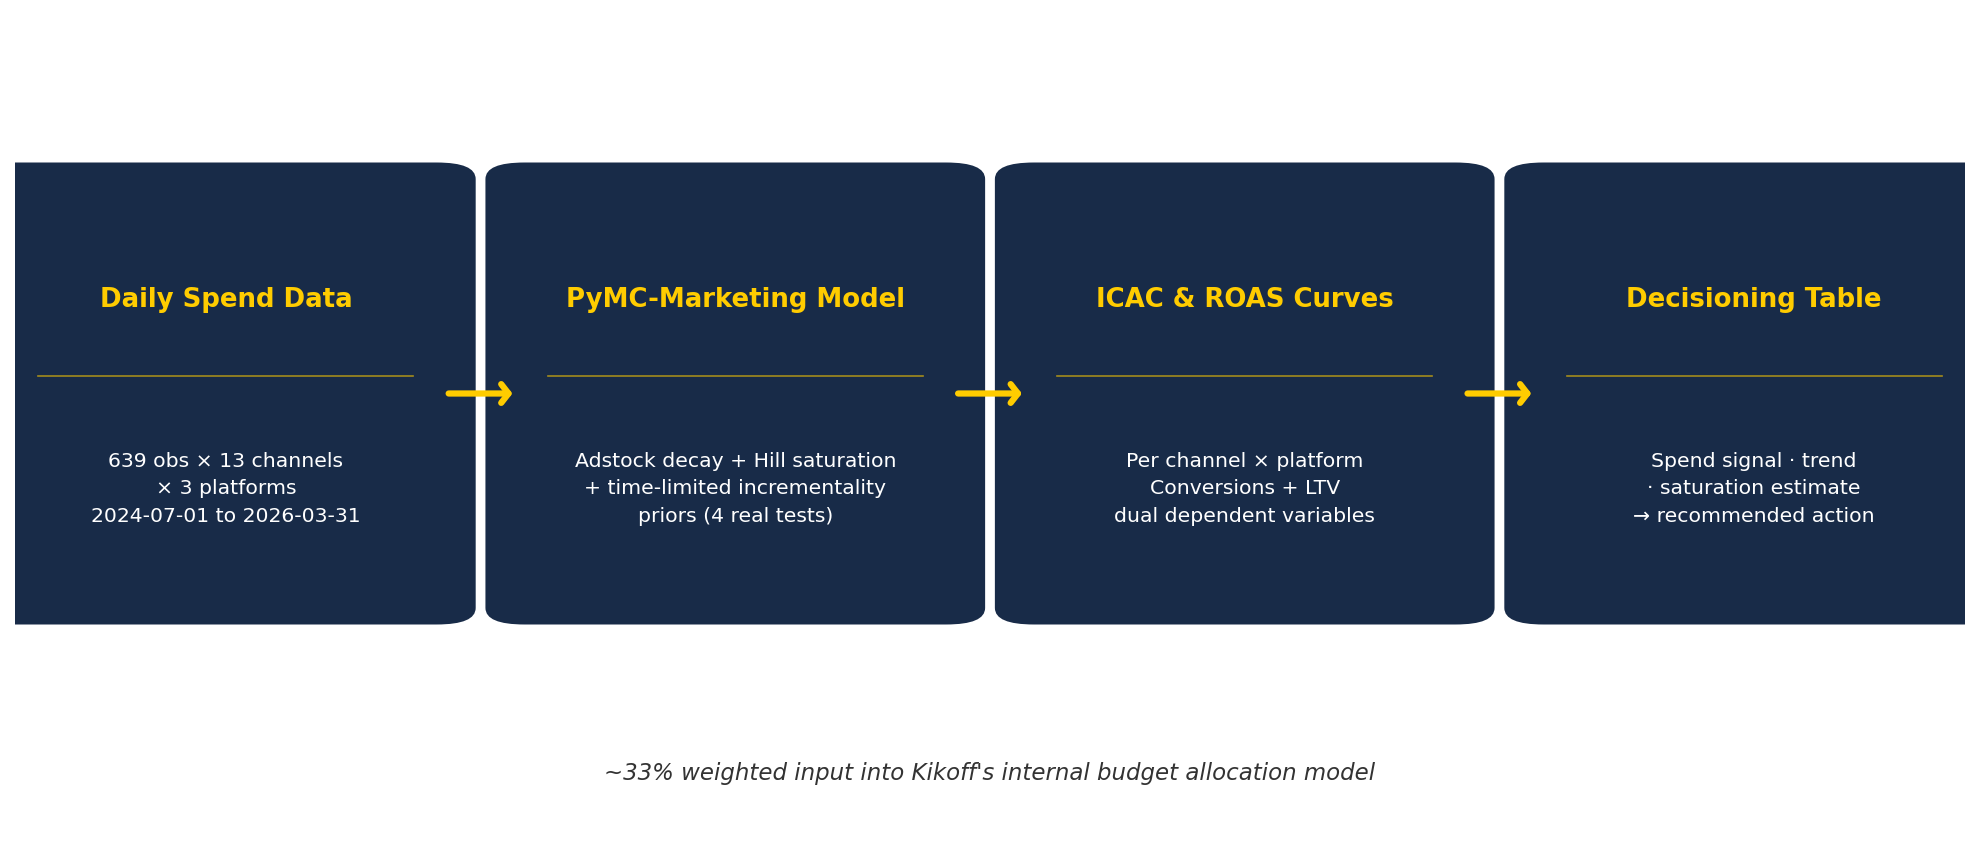 Daily Spend Data
639 obs × 13 channels
× 3 platforms
2024-07-01 to 2026-03-31
PyMC-Marketing Model
Adstock decay + Hill saturation
+ time-limited incrementality
priors (4 real tests)
ICAC & ROAS Curves
Per channel × platform
Conversions + LTV
dual dependent variables
Decisioning Table
Spend signal · trend
· saturation estimate
→ recommended action
~33% weighted input into Kikoff's internal budget allocation model